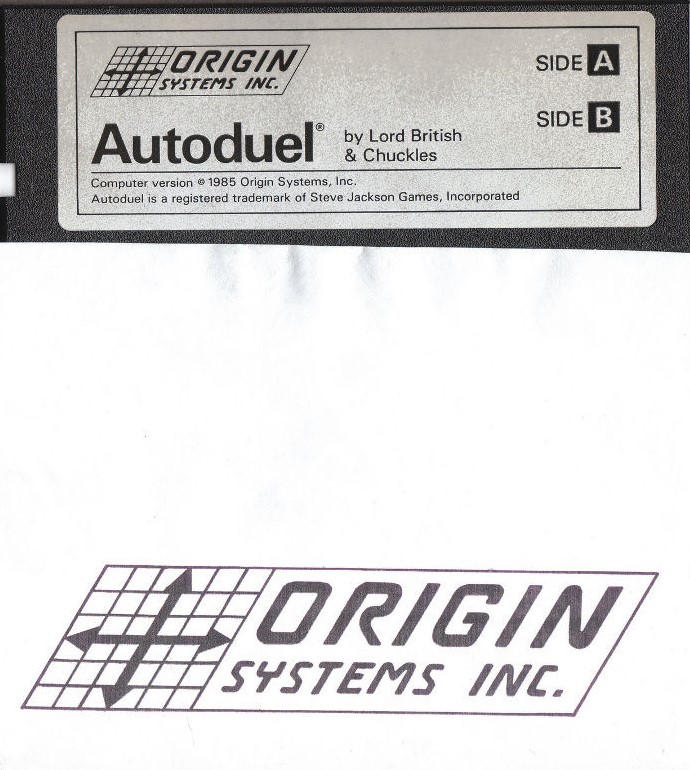 ORIGIN
SYSTEMS INC.
SIDE A
SIDE B
Autoduel® by Lord British
& Chuckles
Computer version © 1985 Origin Systems, Inc.
Autoduel is a registered trademark of Steve Jackson Games, Incorporated
ORIGIN
SYSTEMS INC.